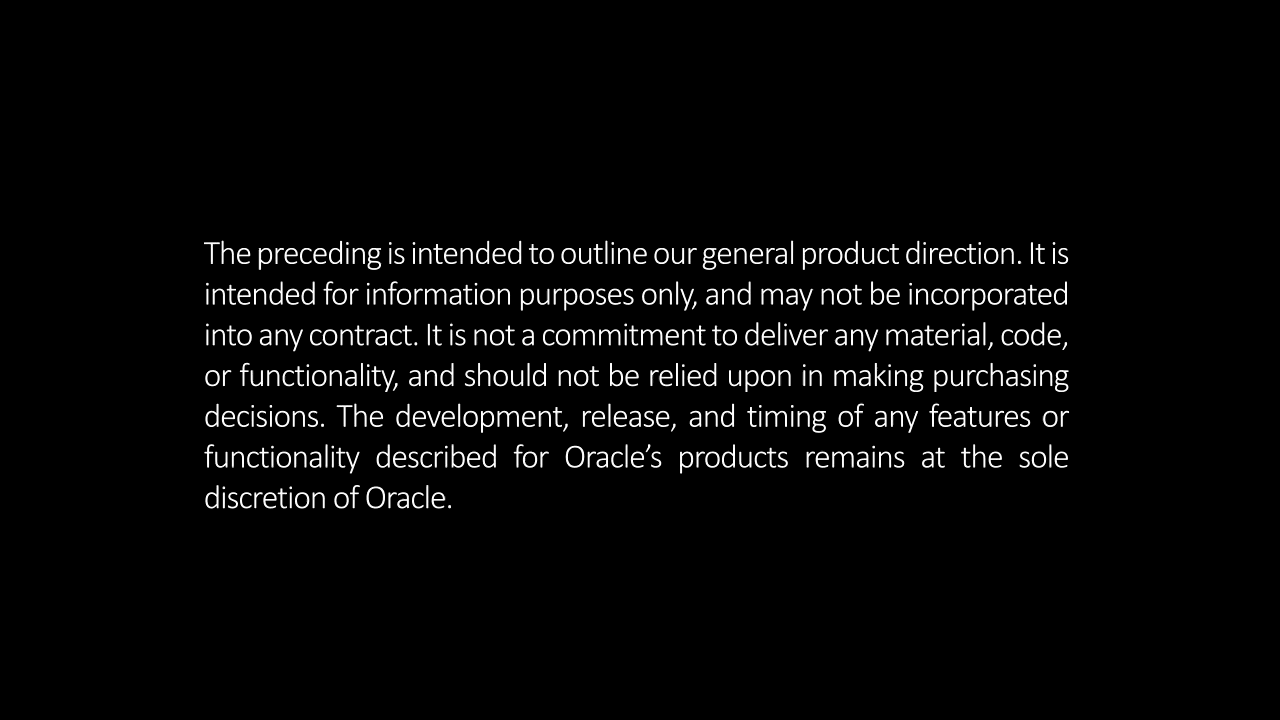 The preceding is intended to outline our general product direction. It is
intended for information purposes only, and may not be incorporated
into any contract. It is not a commitment to deliver any material, code,
or functionality, and should not be relied upon in making purchasing
decisions. The development, release, and timing of any features or
functionality described for Oracle’s products remains at the sole
discretion of Oracle.